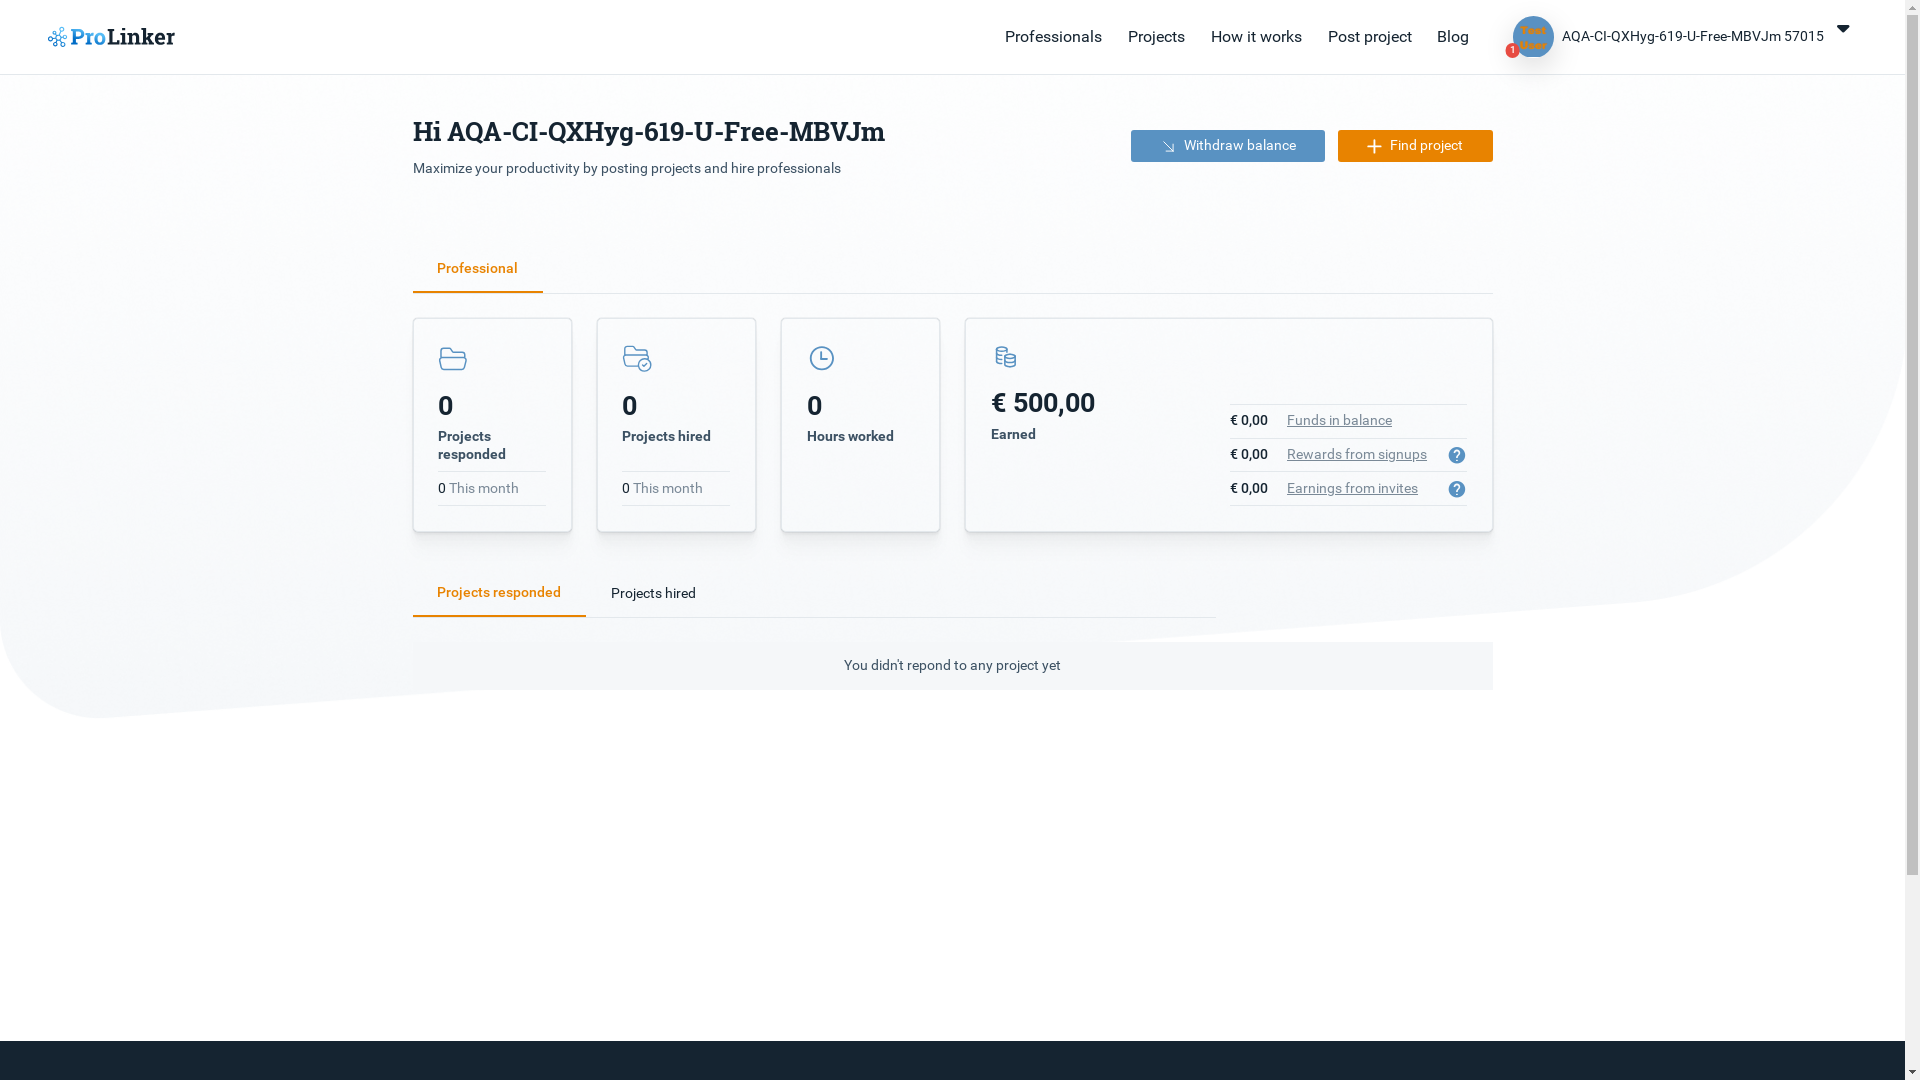 ProLinker
Professionals
Projects
How it works
Post project
Blog
Test
User
1
AQA-CI-QXHyg-619-U-Free-MBVJm 57015
Hi AQA-CI-QXHyg-619-U-Free-MBVJm
Maximize your productivity by posting projects and hire professionals
Withdraw balance
Find project
Professional
0
Projects
responded
0 This month
0
Projects hired
0 This month
0
Hours worked
€ 500,00
Earned
€ 0,00 Funds in balance
€ 0,00 Rewards from signups ?
€ 0,00 Earnings from invites ?
Projects responded
Projects hired
You didn't repond to any project yet